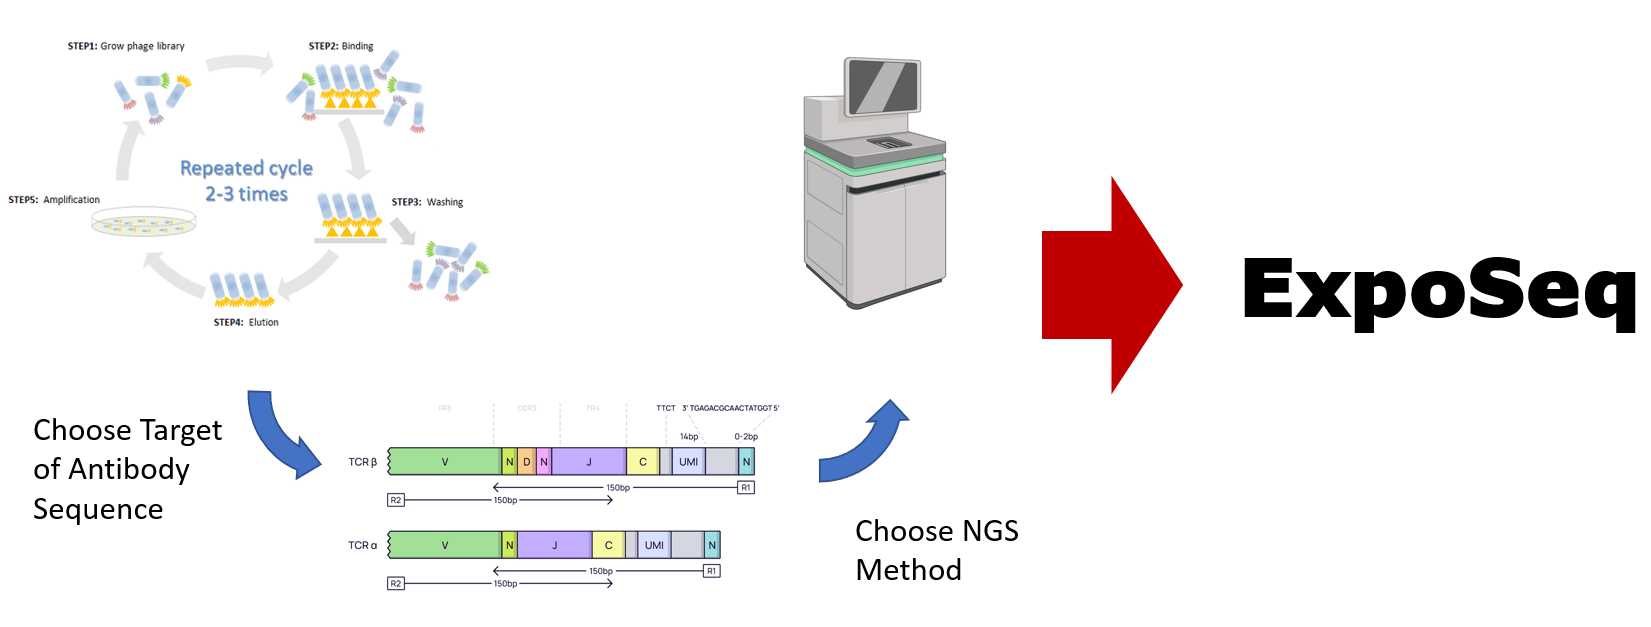 STEP1: Grow phage library
STEP2: Binding
Repeated cycle
2-3 times
STEP3: Washing
STEP5: Amplification
STEP4: Elution
ExpoSeq
Choose Target
of Antibody
Sequence
FR3 CDR3 FR4 TTCT 3' TGAGACGCAACTATGGT 5'
14bp 0-2bp
TCR β V N D N J C UMI N
150bp R1
R2 150bp
TCR α V N J C UMI N
150bp R1
R2 150bp
Choose NGS
Method